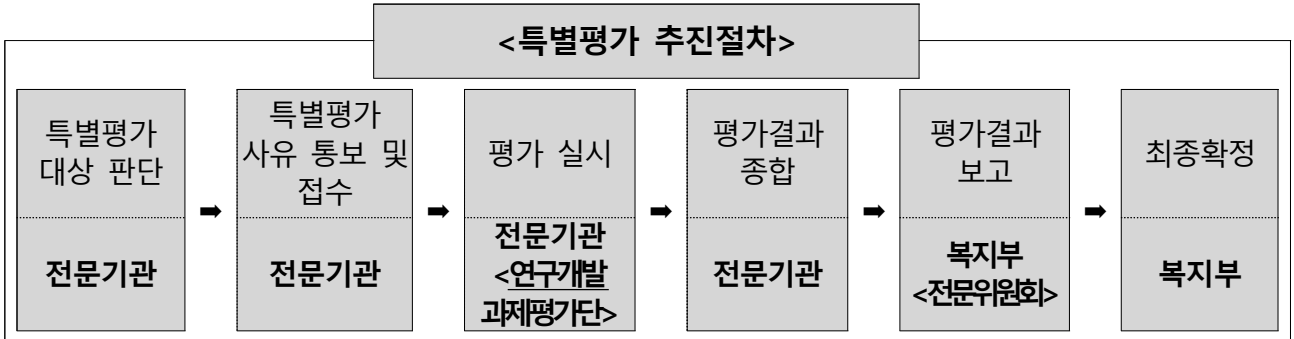 <특별평가 추진절차>
특별평가
대상 판단
전문기관
➡
특별평가
사유 통보 및
접수
전문기관
➡
평가 실시
전문기관
<연구개발
과제평가단>
➡
평가결과
종합
전문기관
➡
평가결과
보고
복지부
<전문위원회>
➡
최종확정
복지부